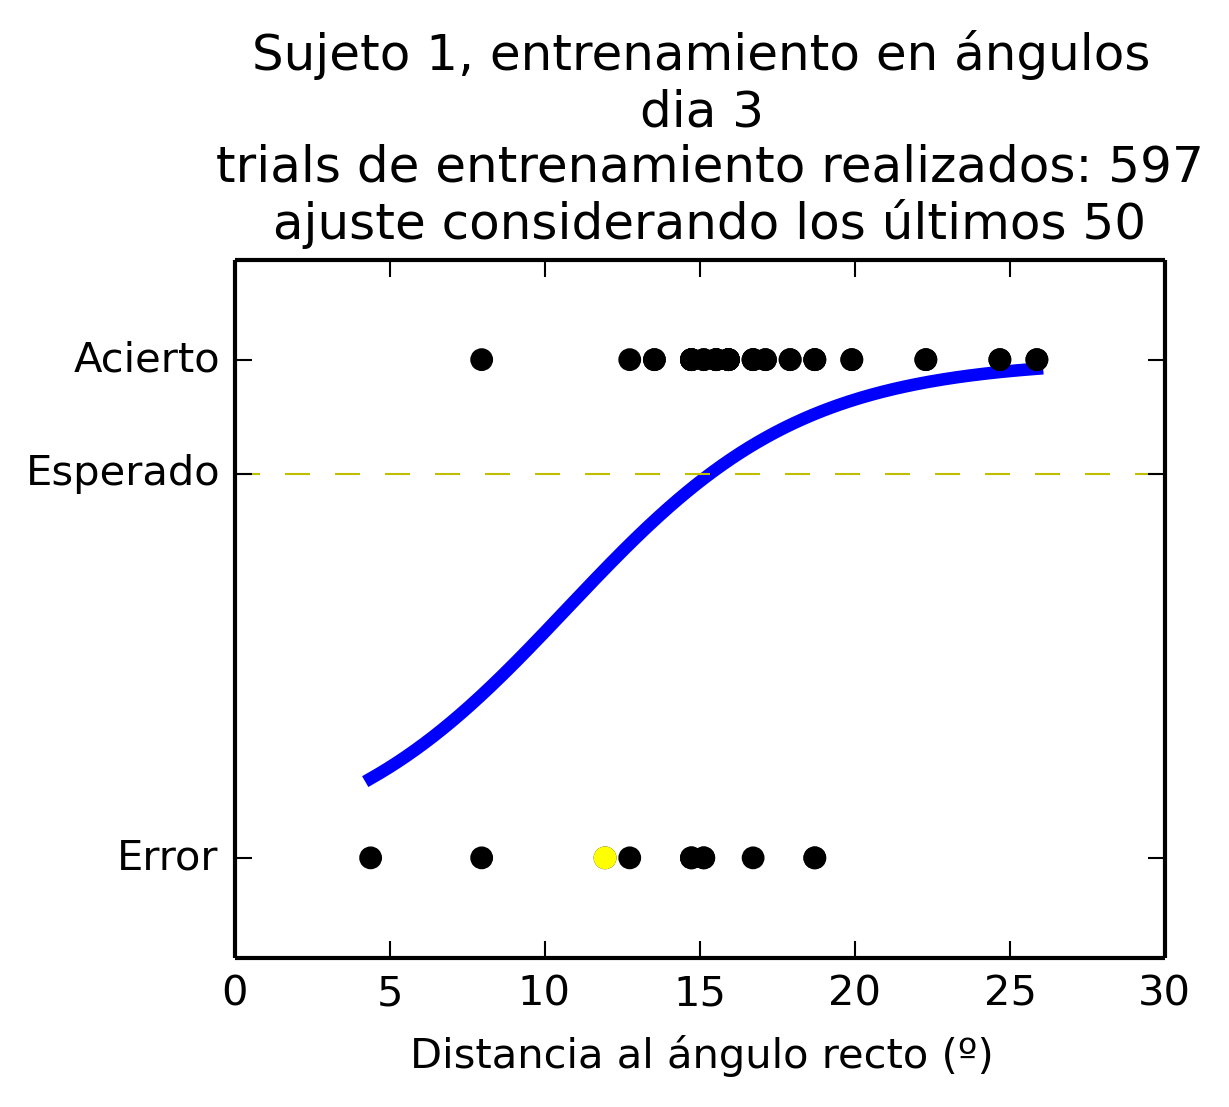 Sujeto 1, entrenamiento en ángulos
dia 3
trials de entrenamiento realizados: 597
ajuste considerando los últimos 50
Acierto
Esperado
Error
0 5 10 15 20 25 30
Distancia al ángulo recto (º)